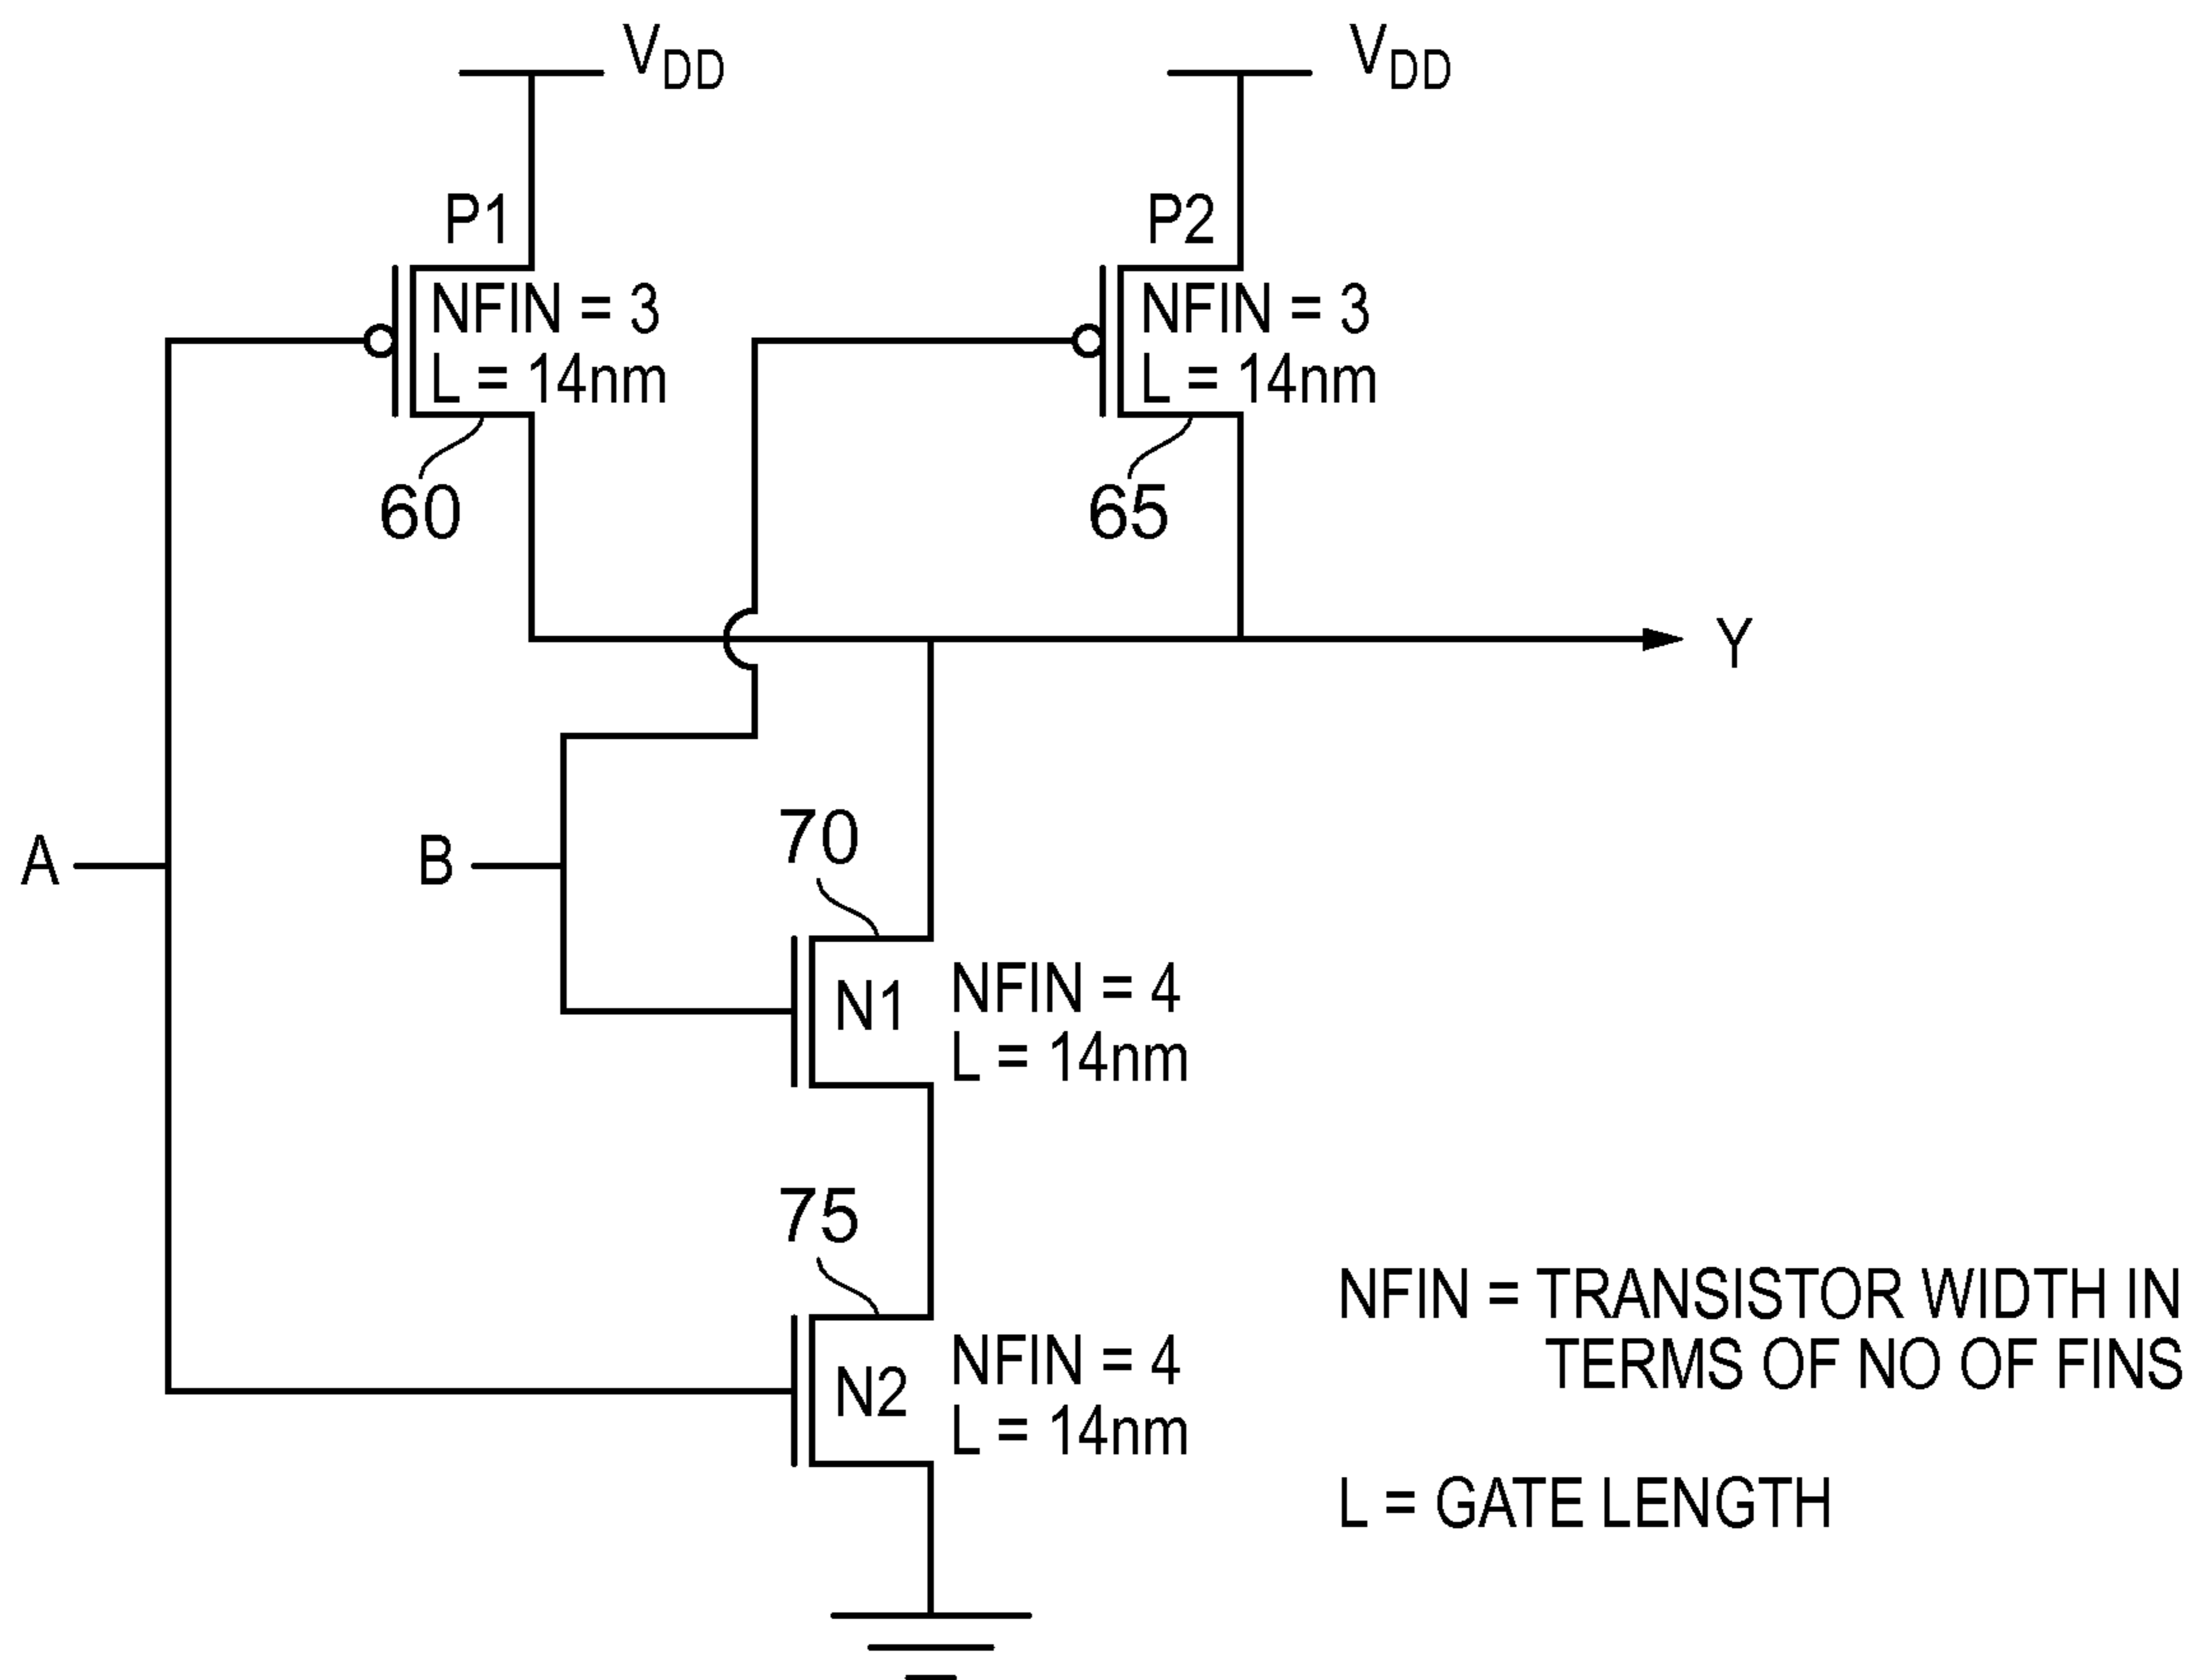 VDD
VDD
P1
P2
NFIN = 3
L = 14nm
NFIN = 3
L = 14nm
60
65
Y
A
B
70
N1
NFIN = 4
L = 14nm
75
N2
NFIN = 4
L = 14nm
NFIN = TRANSISTOR WIDTH IN
TERMS OF NO OF FINS
L = GATE LENGTH